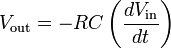 V_out = −RC (dV_in / dt)